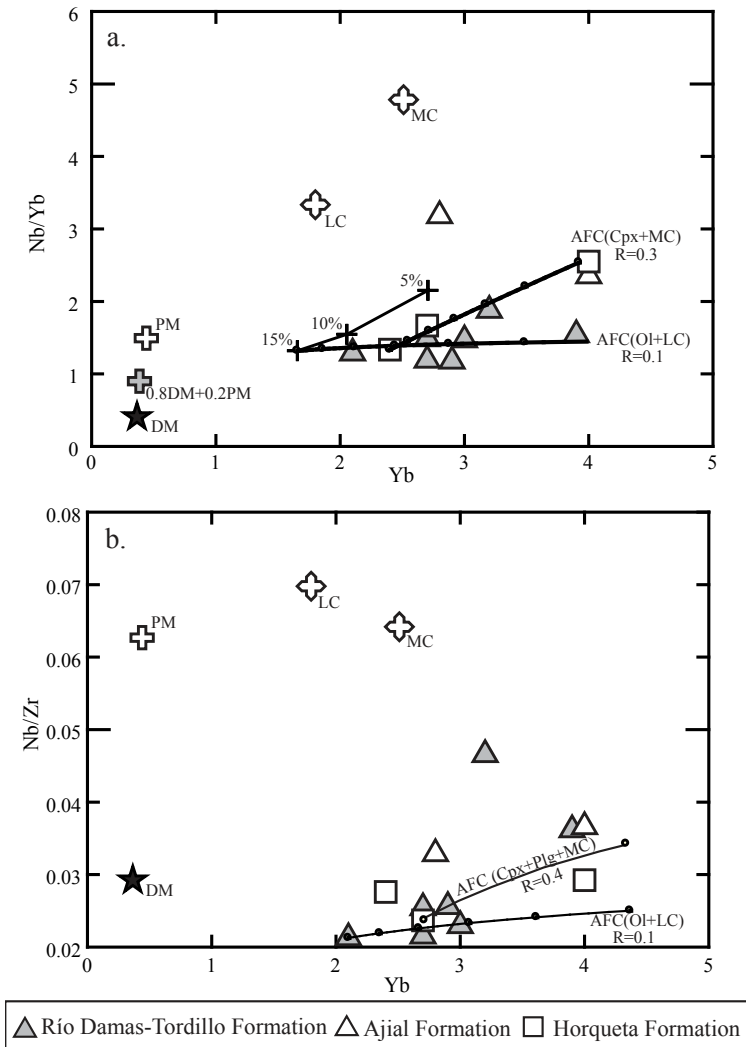 a.
6
5
4
3
2
1
0
Nb/Yb
MC
LC
PM
0.8DM+0.2PM
DM
5%
10%
15%
AFC(Cpx+MC)
R=0.3
AFC(Ol+LC)
R=0.1
0 1 2 3 4 5
Yb
b.
0.08
0.07
0.06
0.05
0.04
0.03
0.02
Nb/Zr
LC
PM
MC
DM
AFC (Cpx+Plg+MC)
R=0.4
AFC(Ol+LC)
R=0.1
0 1 2 3 4 5
Yb
Río Damas-Tordillo Formation Ajial Formation Horqueta Formation